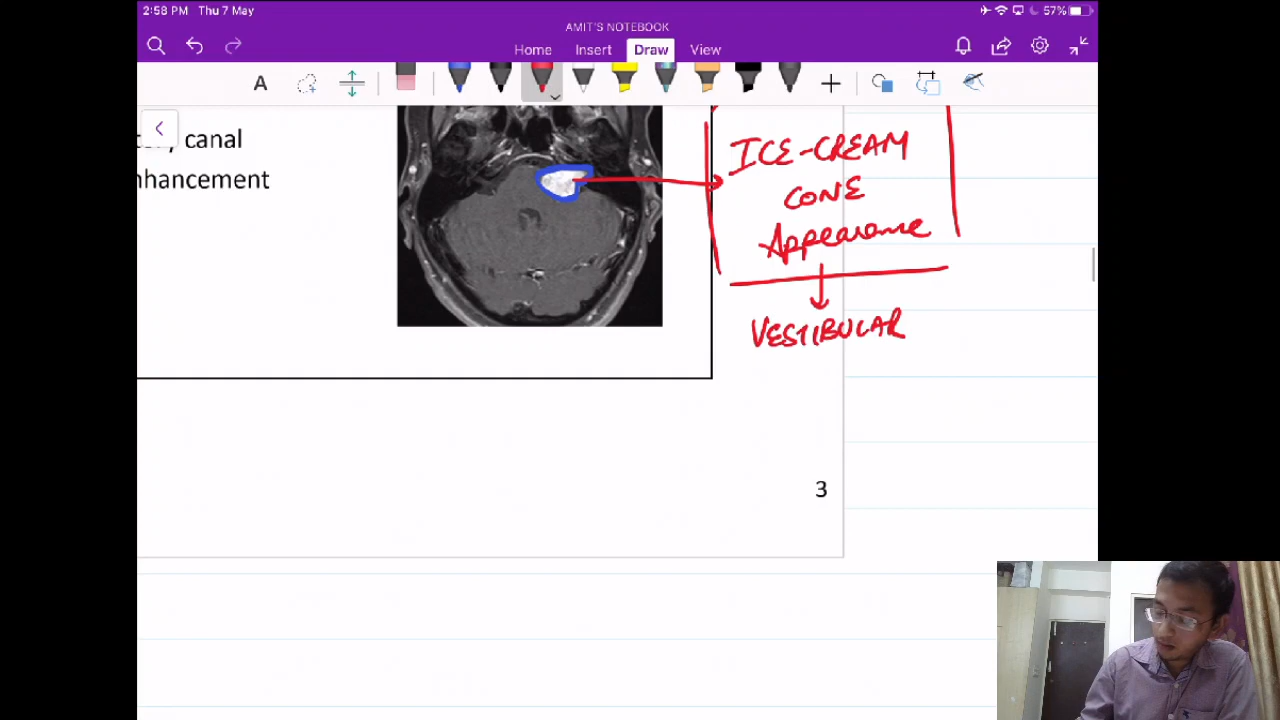 2:58 PM Thu 7 May
57%
AMIT'S NOTEBOOK
Home Insert Draw View
A
canal
nhancement
ICE-CREAM
CONE
Appearance
VESTIBULAR
3